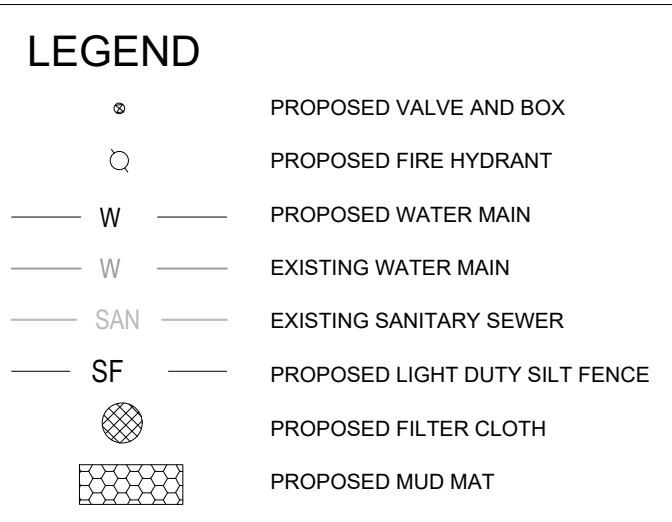 LEGEND
PROPOSED VALVE AND BOX
PROPOSED FIRE HYDRANT
W PROPOSED WATER MAIN
W EXISTING WATER MAIN
SAN EXISTING SANITARY SEWER
SF PROPOSED LIGHT DUTY SILT FENCE
PROPOSED FILTER CLOTH
PROPOSED MUD MAT